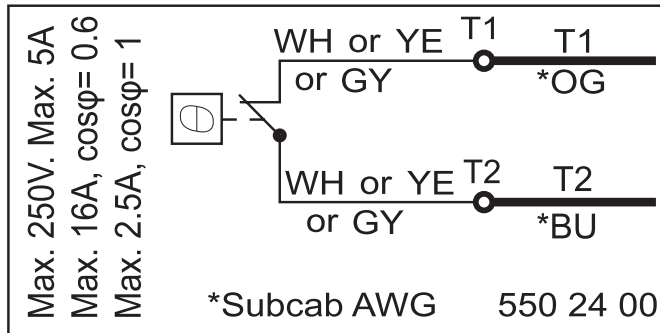 Max. 250V. Max. 5A
Max. 16A, cosφ= 0.6
Max. 2.5A, cosφ= 1
θ
WH or YE
or GY
T1
T1
*OG
WH or YE
or GY
T2
T2
*BU
*Subcab AWG
550 24 00